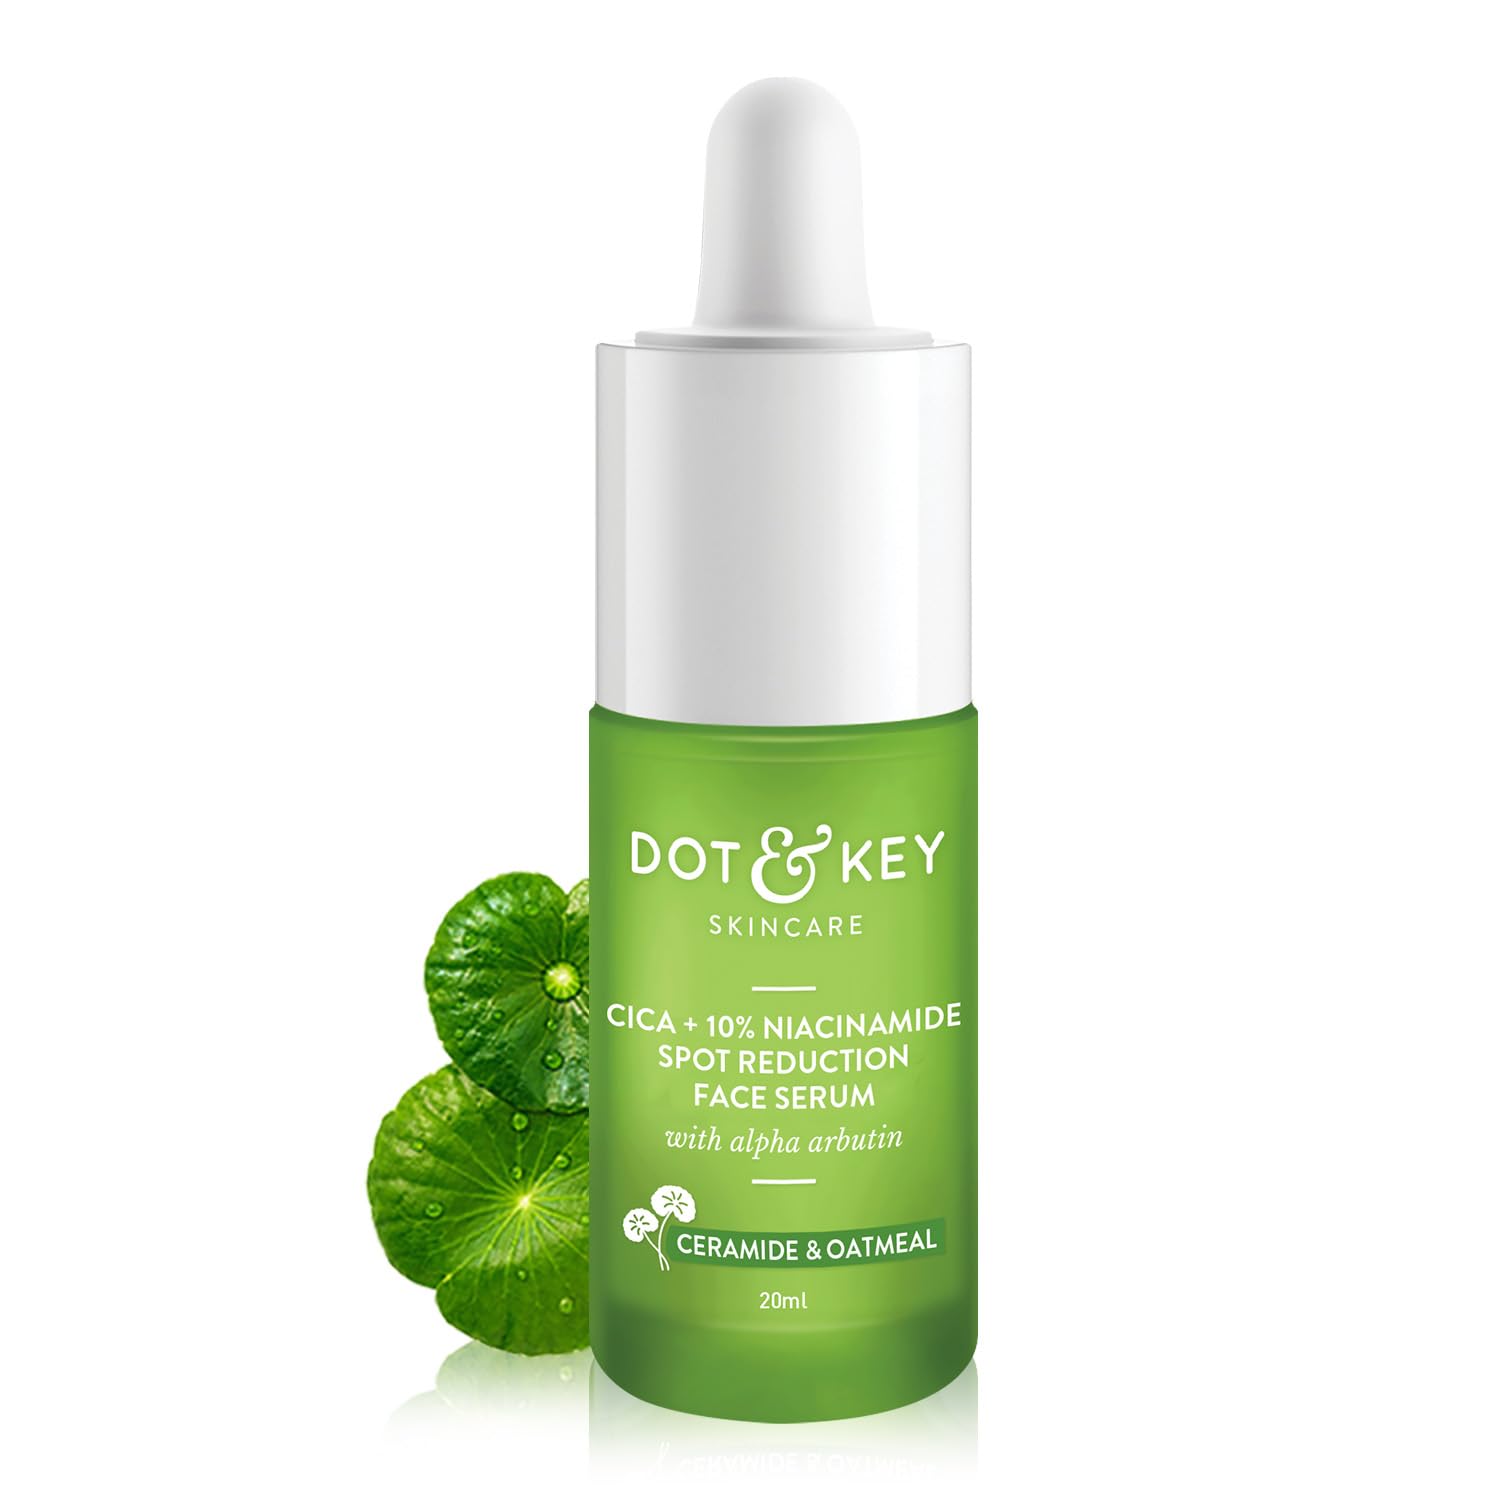 DOT & KEY
SKINCARE
CICA + 10% NIACINAMIDE
SPOT REDUCTION
FACE SERUM
with alpha arbutin
CERAMIDE & OATMEAL
20ml